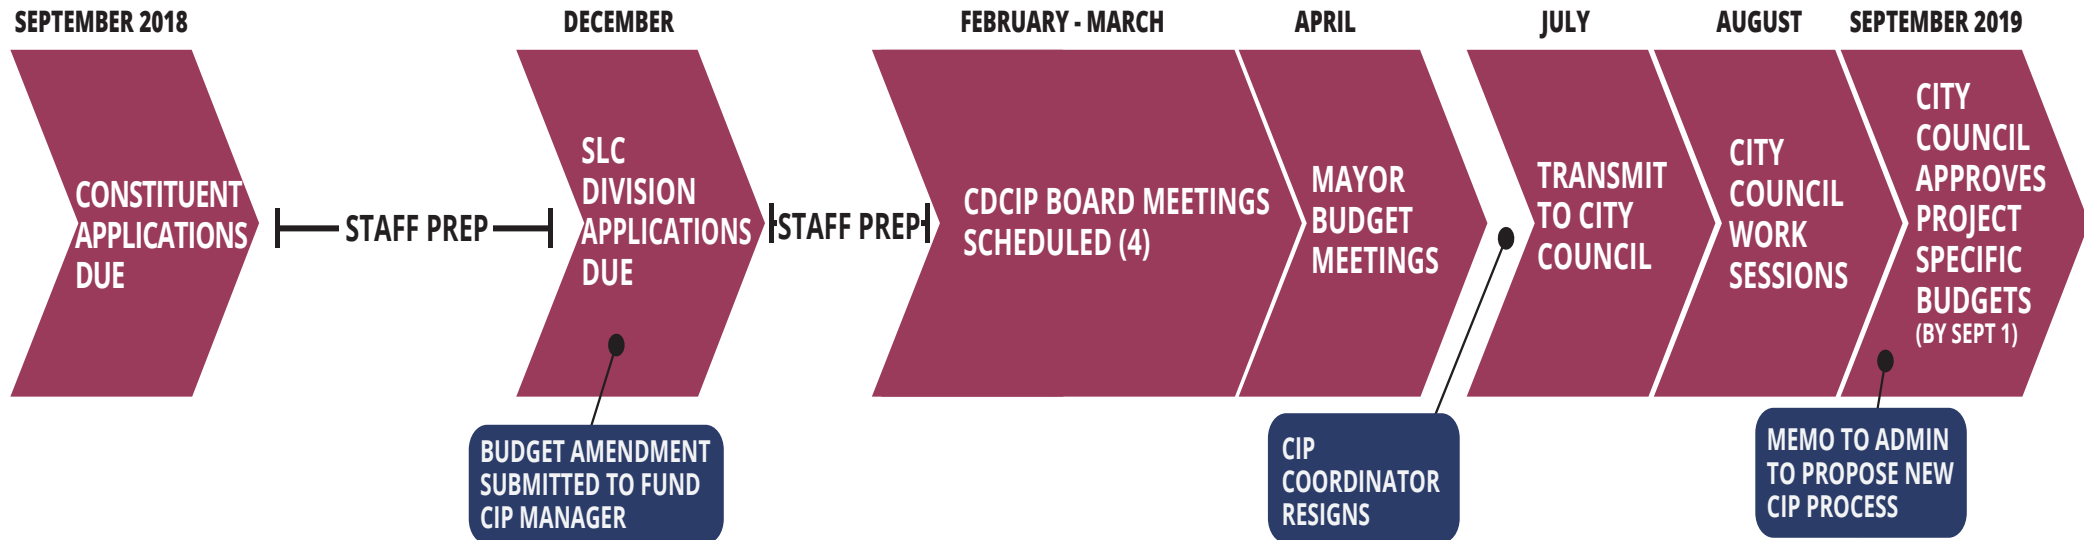 SEPTEMBER 2018
DECEMBER
FEBRUARY - MARCH
APRIL
JULY
AUGUST
SEPTEMBER 2019
CONSTITUENT
APPLICATIONS
DUE
STAFF PREP
SLC
DIVISION
APPLICATIONS
DUE
STAFF PREP
CDCIP BOARD MEETINGS
SCHEDULED (4)
MAYOR
BUDGET
MEETINGS
TRANSMIT
TO CITY
COUNCIL
CITY
COUNCIL
WORK
SESSIONS
CITY
COUNCIL
APPROVES
PROJECT
SPECIFIC
BUDGETS
(BY SEPT 1)
BUDGET AMENDMENT
SUBMITTED TO FUND
CIP MANAGER
CIP
COORDINATOR
RESIGNS
MEMO TO ADMIN
TO PROPOSE NEW
CIP PROCESS